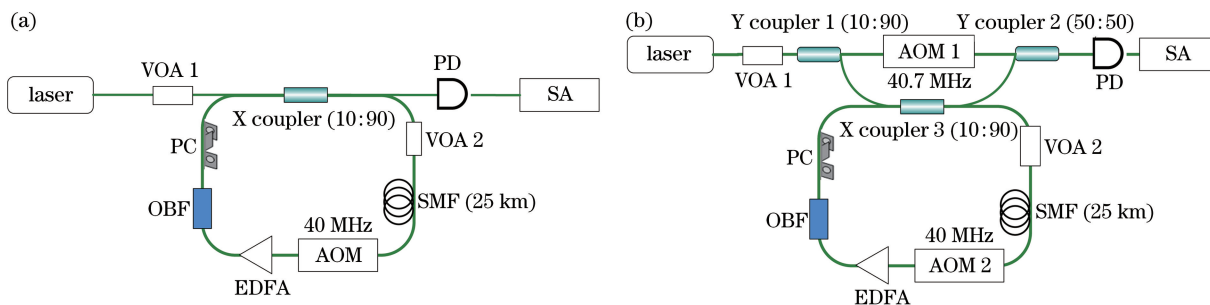 (a)
laser
VOA 1
PD
SA
X coupler (10:90)
PC
VOA 2
OBF
SMF (25 km)
40 MHz
AOM
EDFA
(b)
Y coupler 1 (10:90)
Y coupler 2 (50:50)
laser
VOA 1
AOM 1
40.7 MHz
PD
SA
X coupler 3 (10:90)
PC
VOA 2
OBF
SMF (25 km)
40 MHz
AOM 2
EDFA